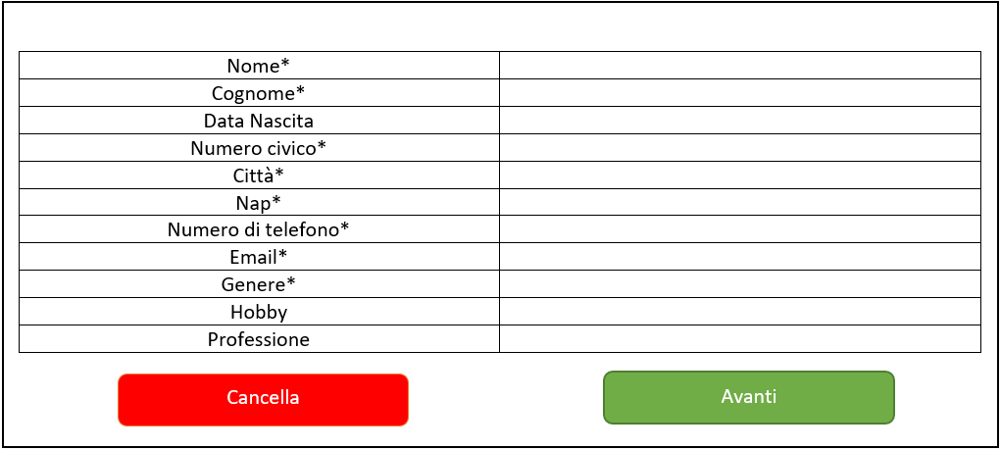 Nome*
Cognome*
Data Nascita
Numero civico*
Città*
Nap*
Numero di telefono*
Email*
Genere*
Hobby
Professione
Cancella
Avanti